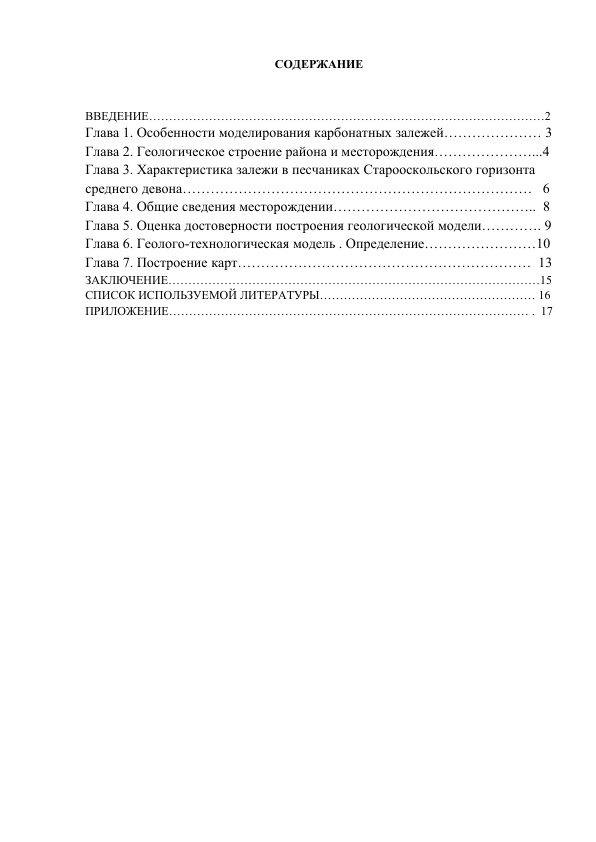 СОДЕРЖАНИЕ
ВВЕДЕНИЕ……………………………………………………………………………………2
Глава 1. Особенности моделирования карбонатных залежей………………… 3
Глава 2. Геологическое строение района и месторождения…………………...4
Глава 3. Характеристика залежи в песчаниках Старооскольского горизонта
среднего девона………………………………………………………………… 6
Глава 4. Общие сведения месторождении…………………………………….. 8
Глава 5. Оценка достоверности построения геологической модели…………. 9
Глава 6. Геолого-технологическая модель . Определение……………………10
Глава 7. Построение карт……………………………………………………… 13
ЗАКЛЮЧЕНИЕ………………………………………………………………………………15
СПИСОК ИСПОЛЬЗУЕМОЙ ЛИТЕРАТУРЫ……………………………………………… 16
ПРИЛОЖЕНИЕ……………………………………………………………………………… . 17